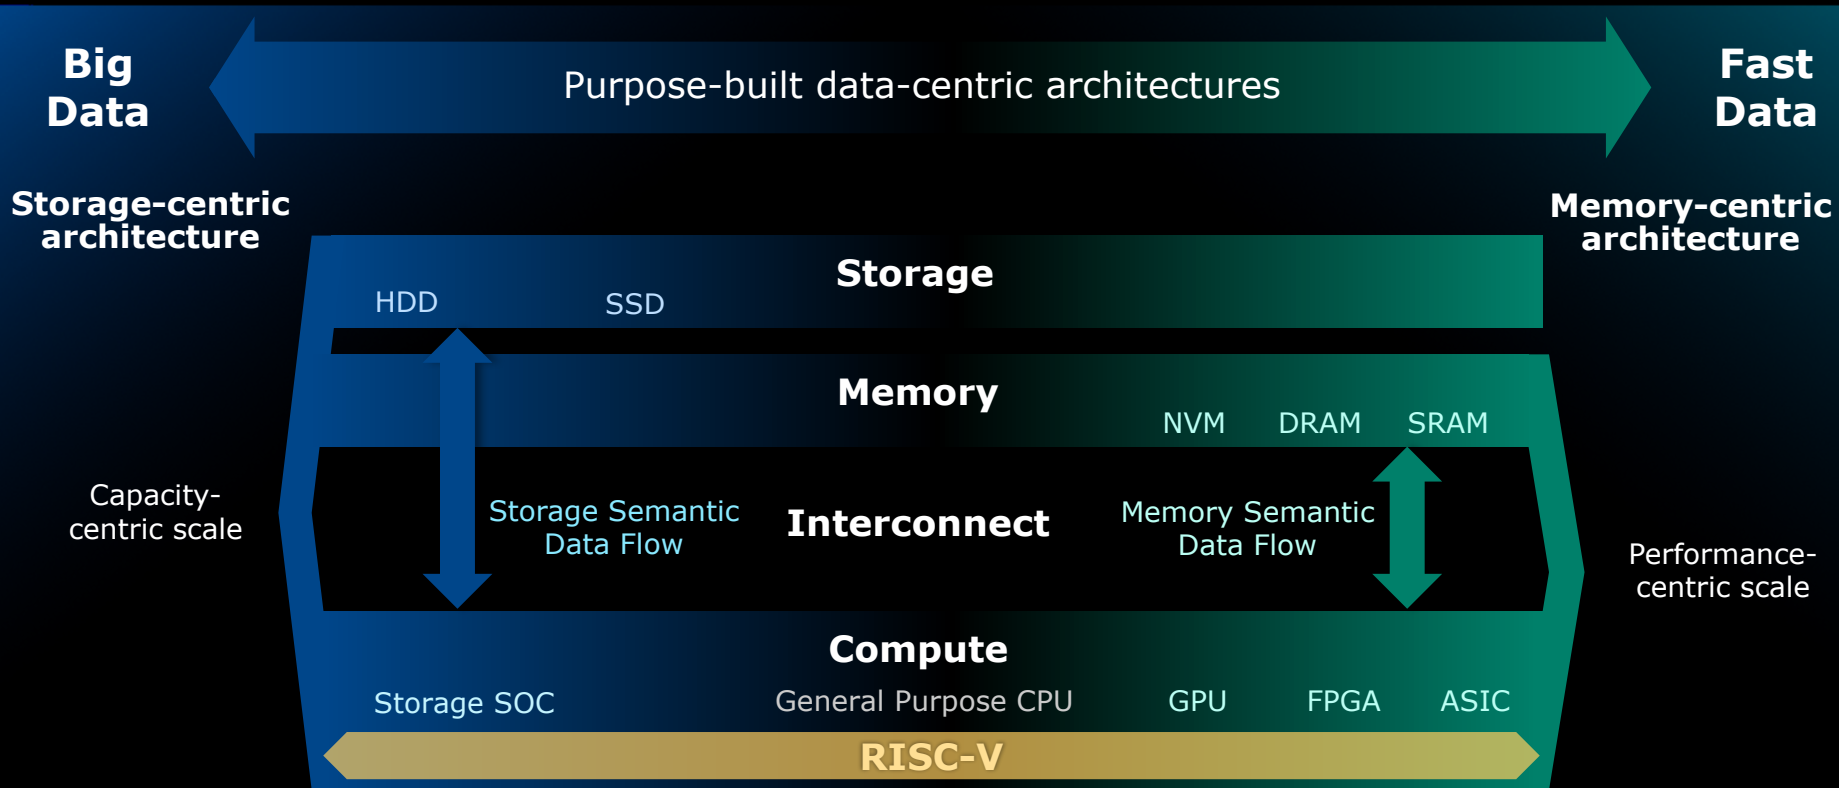 Big
Data
Purpose-built data-centric architectures
Fast
Data
Storage-centric
architecture
Memory-centric
architecture
Storage
HDD
SSD
Memory
NVM
DRAM
SRAM
Capacity-
centric scale
Storage Semantic
Data Flow
Interconnect
Memory Semantic
Data Flow
Performance-
centric scale
Compute
Storage SOC
General Purpose CPU
GPU
FPGA
ASIC
RISC-V